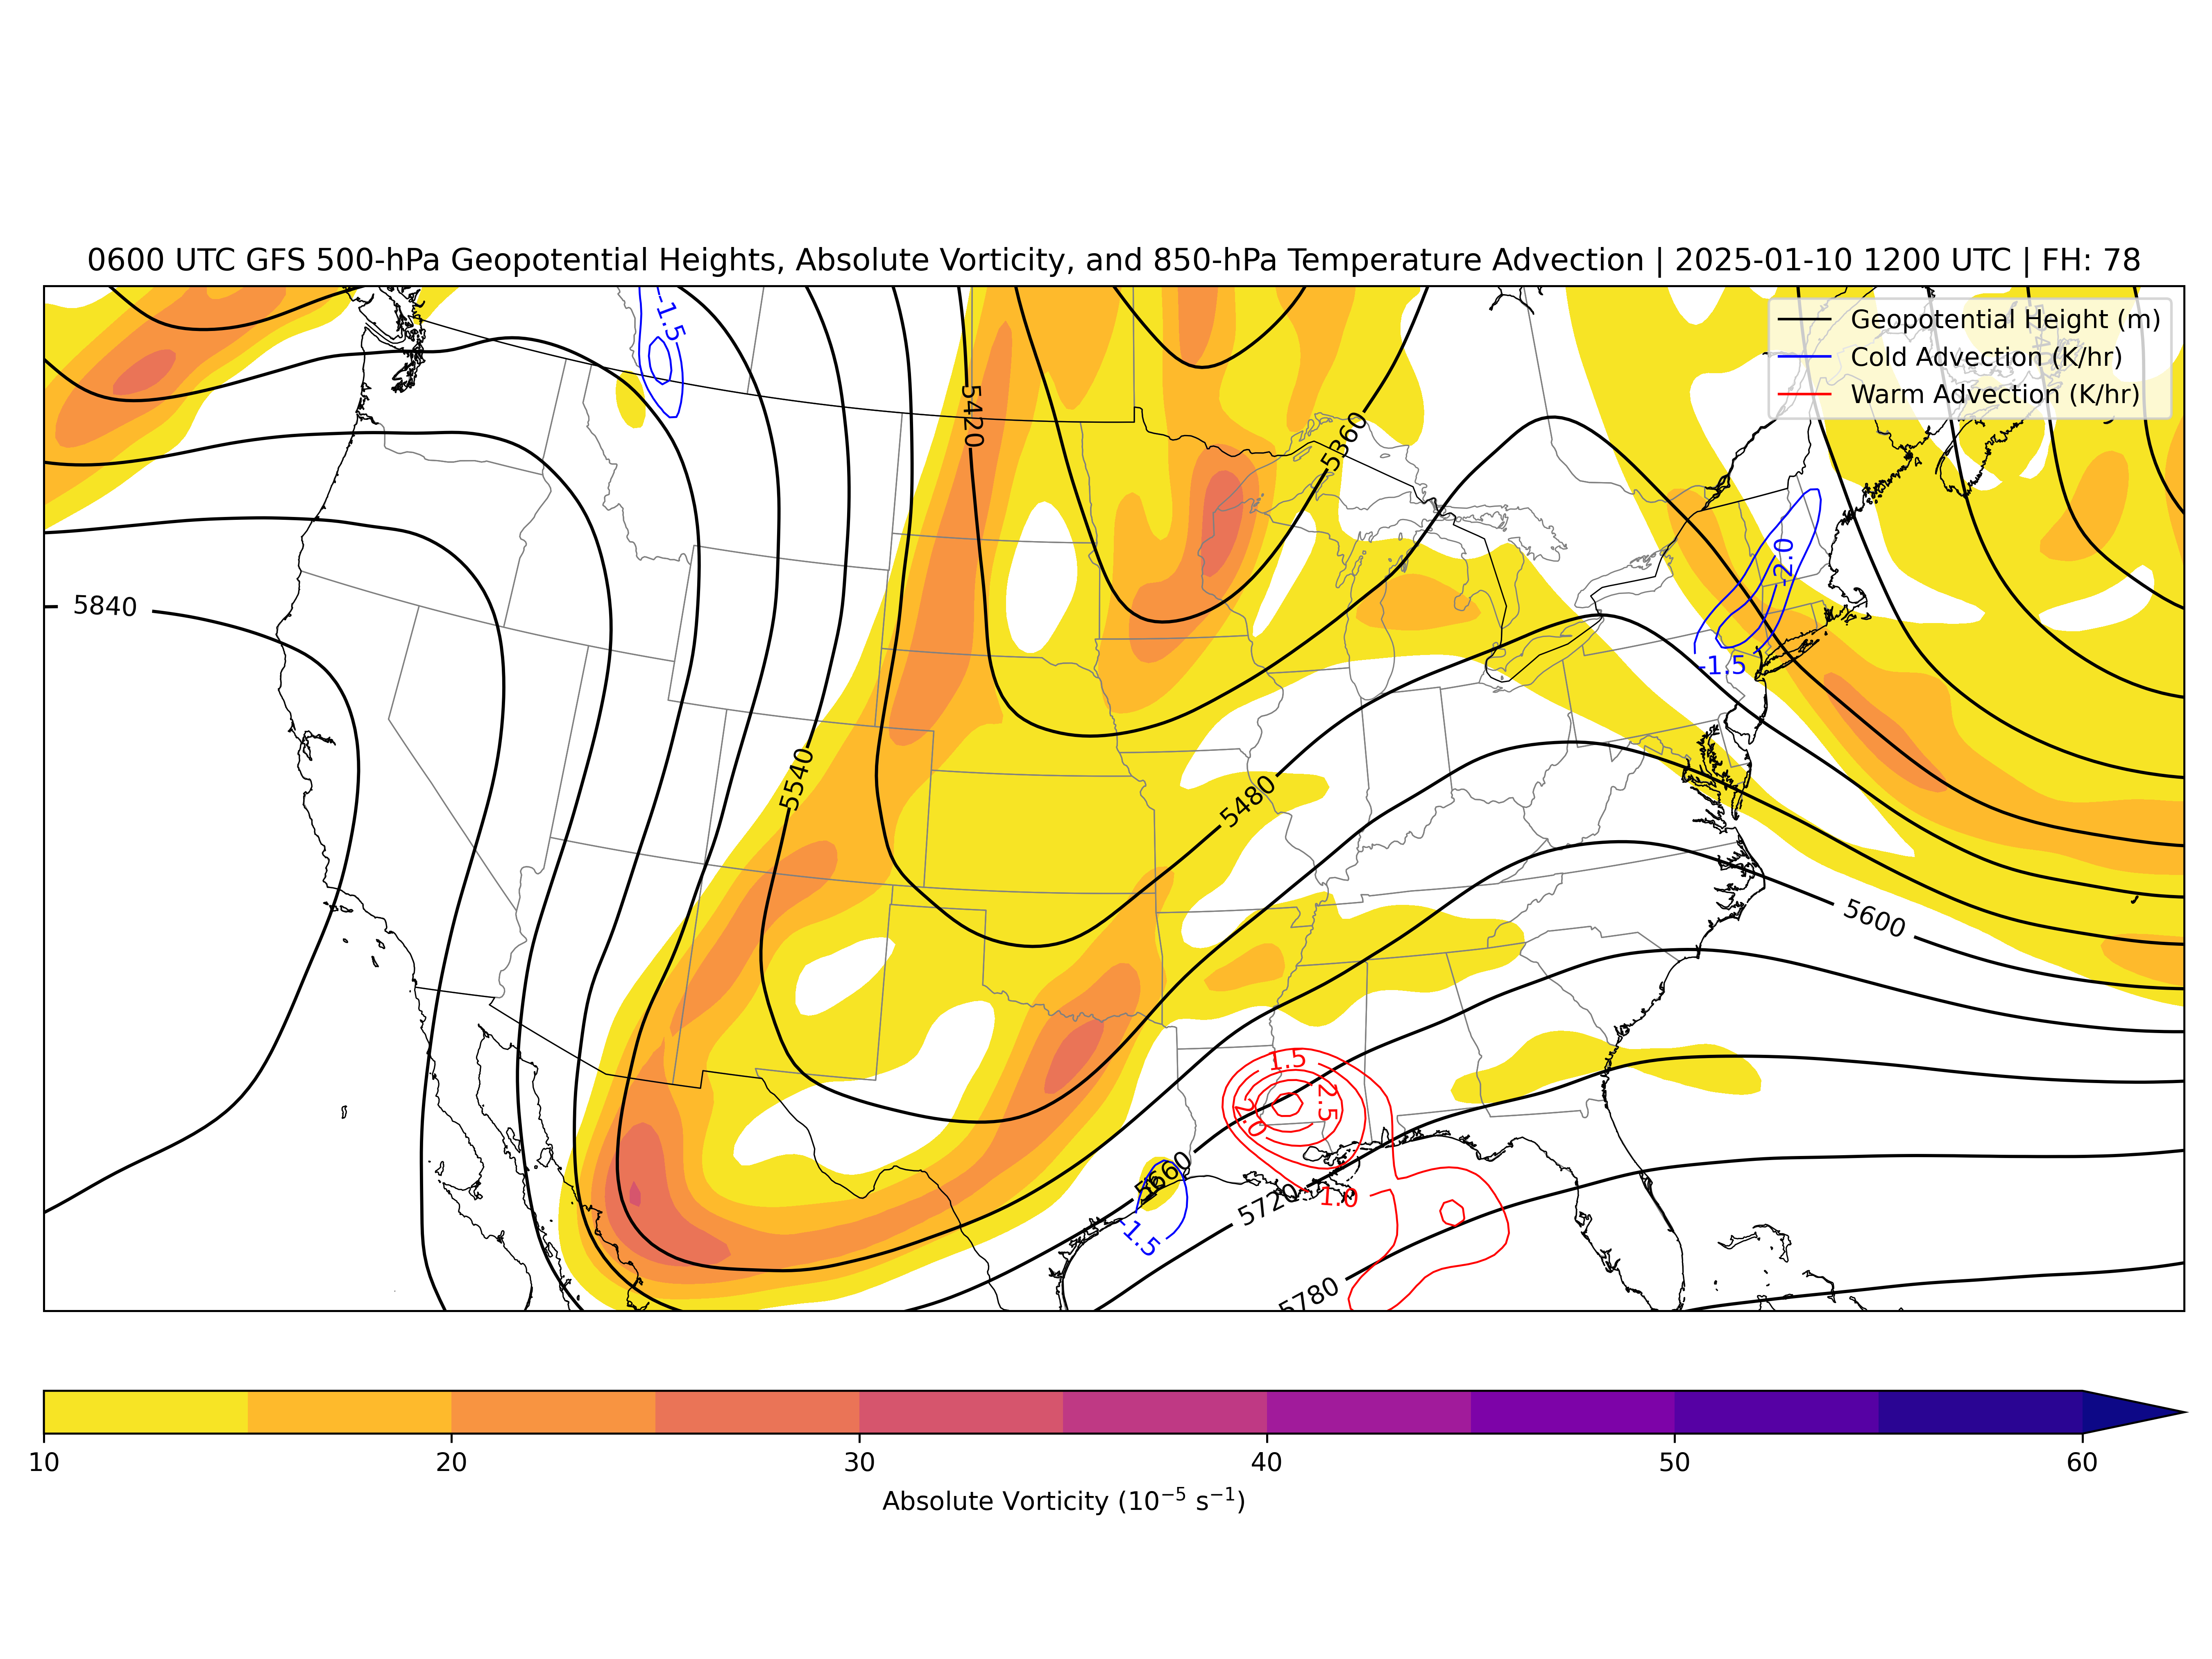 0600 UTC GFS 500-hPa Geopotential Heights, Absolute Vorticity, and 850-hPa Temperature Advection | 2025-01-10 1200 UTC | FH: 78
Geopotential Height (m)
Cold Advection (K/hr)
Warm Advection (K/hr)
-1.5
5420
5360
-2.0
5840
-1.5
5540
5480
5600
1.5
2.5
2.0
5660
-1.5
5720
1.0
5780
10 20 30 40 50 60
Absolute Vorticity (10⁻⁵ s⁻¹)